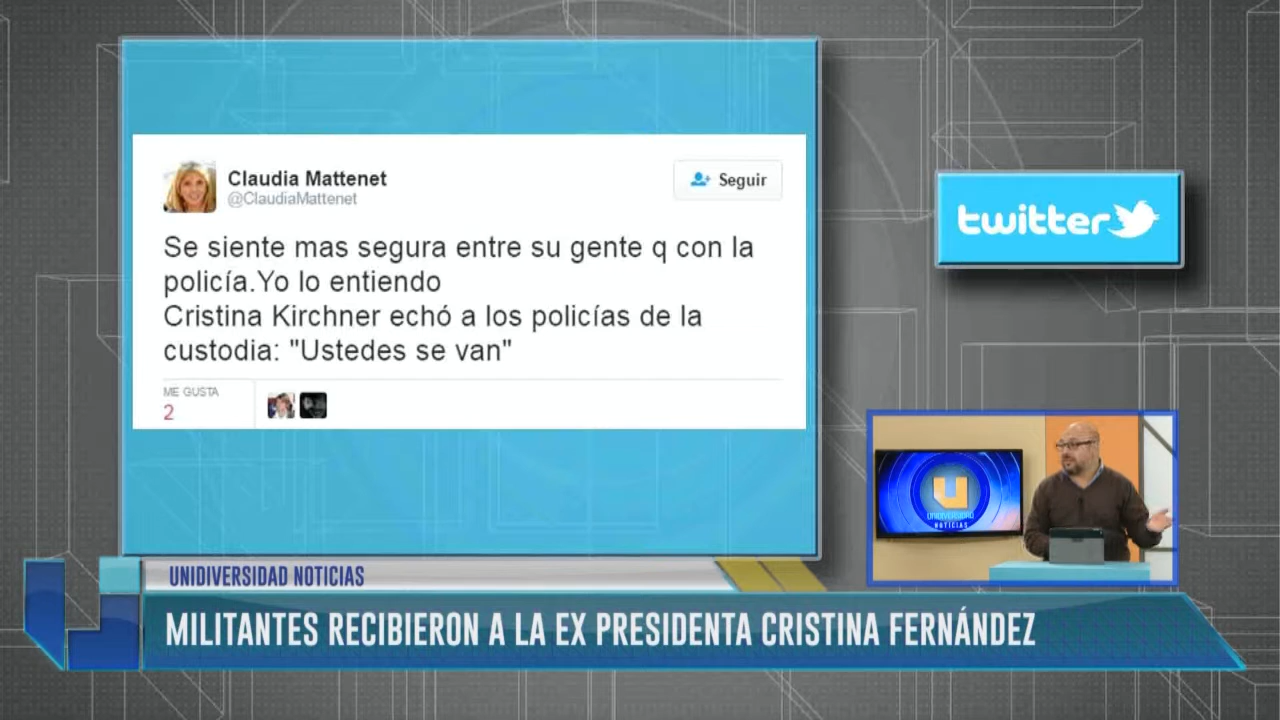 Claudia Mattenet
@ClaudiaMattenet
Seguir
Se siente mas segura entre su gente q con la
policía.Yo lo entiendo
Cristina Kirchner echó a los policías de la
custodia: "Ustedes se van"
ME GUSTA
2
twitter
UNIDIVERSIDAD
NOTICIAS
UNIDIVERSIDAD NOTICIAS
MILITANTES RECIBIERON A LA EX PRESIDENTA CRISTINA FERNÁNDEZ